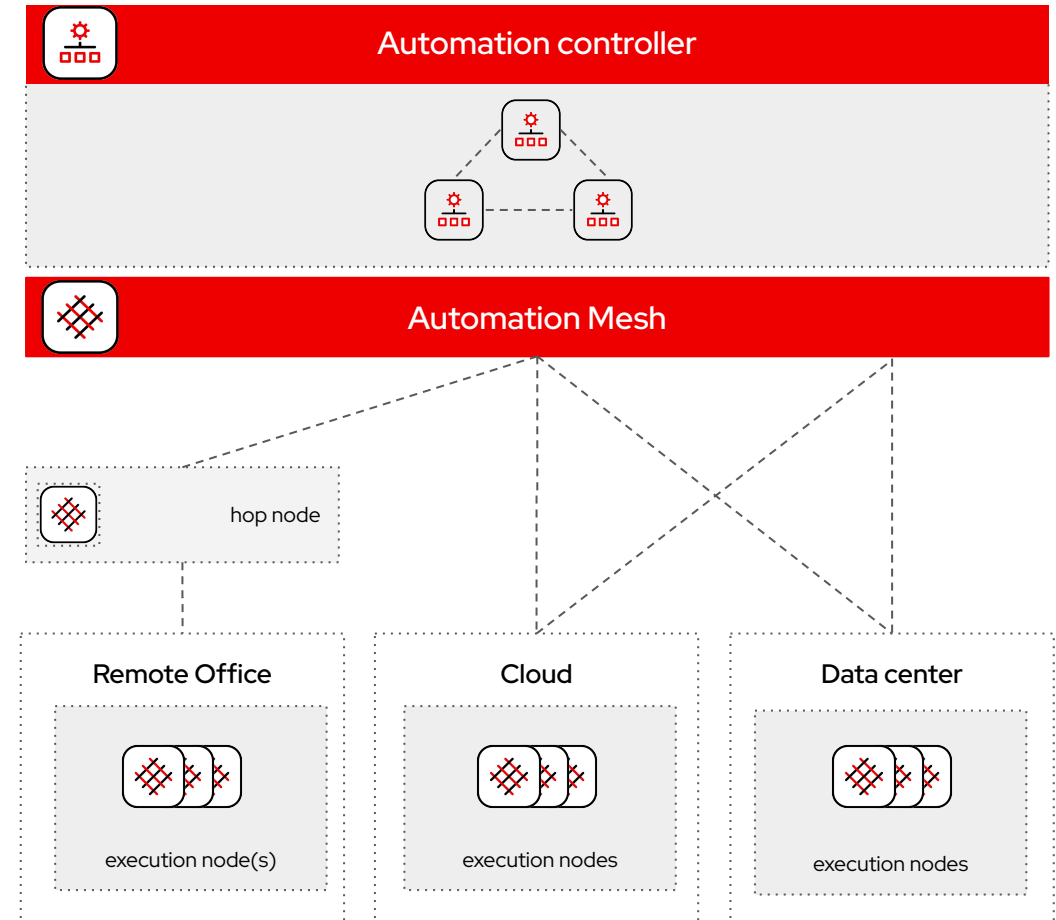 Automation controller
Automation Mesh
hop node
Remote Office
Cloud
Data center
execution node(s)
execution nodes
execution nodes